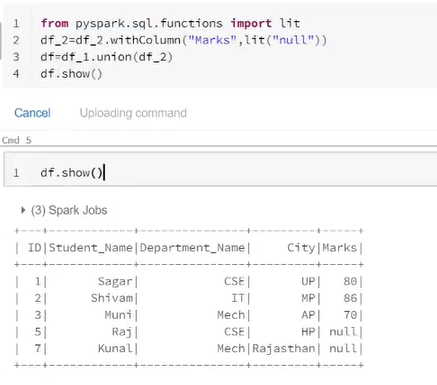 1 from pyspark.sql.functions import lit
2 df_2=df_2.withColumn("Marks",lit("null"))
3 df=df_1.union(df_2)
4 df.show()
Cancel Uploading command
Cmd 5
1 df.show()
(3) Spark Jobs
+---+------------+---------------+---------+-----+
| ID|Student_Name|Department_Name|     City|Marks|
+---+------------+---------------+---------+-----+
|  1|       Sagar|            CSE|       UP|   80|
|  2|      Shivam|             IT|       MP|   86|
|  3|        Muni|           Mech|       AP|   70|
|  5|         Raj|            CSE|       HP| null|
|  7|       Kunal|           Mech|Rajasthan| null|
+---+------------+---------------+---------+-----+